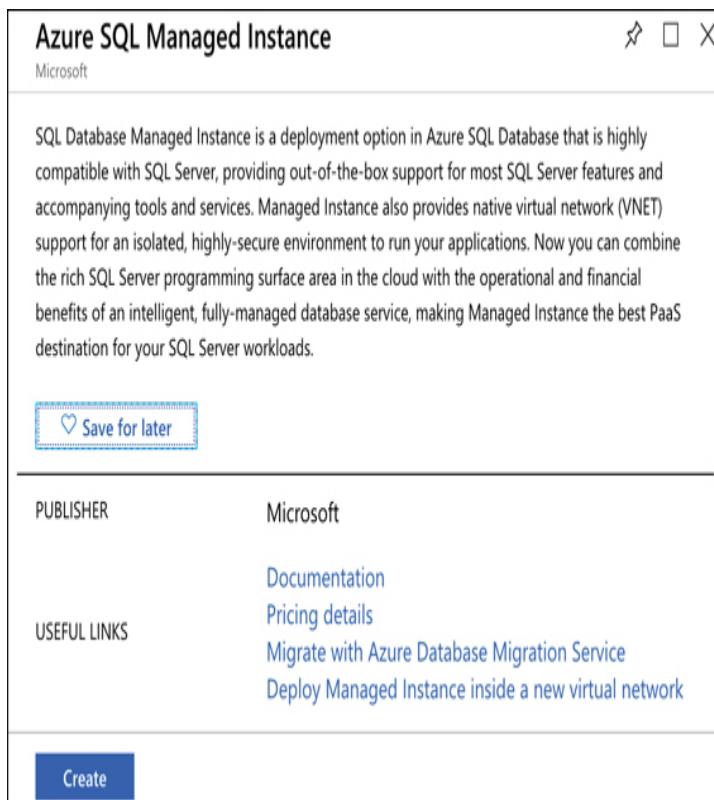 Azure SQL Managed Instance
Microsoft
SQL Database Managed Instance is a deployment option in Azure SQL Database that is highly
compatible with SQL Server, providing out-of-the-box support for most SQL Server features and
accompanying tools and services. Managed Instance also provides native virtual network (VNET)
support for an isolated, highly-secure environment to run your applications. Now you can combine
the rich SQL Server programming surface area in the cloud with the operational and financial
benefits of an intelligent, fully-managed database service, making Managed Instance the best PaaS
destination for your SQL Server workloads.
Save for later
PUBLISHER Microsoft
USEFUL LINKS
Documentation
Pricing details
Migrate with Azure Database Migration Service
Deploy Managed Instance inside a new virtual network
Create